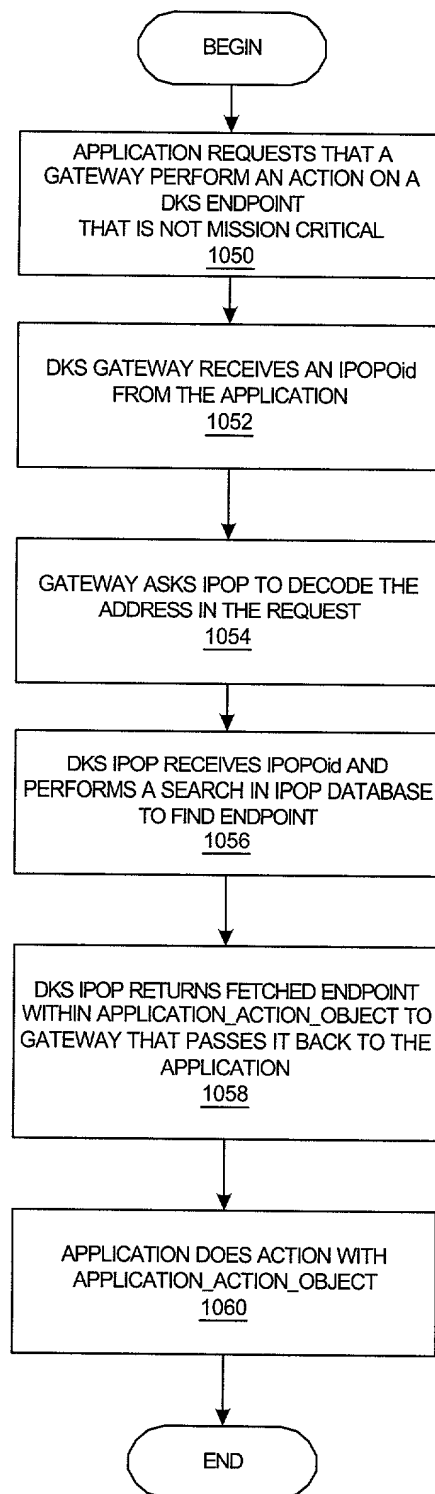 BEGIN
APPLICATION REQUESTS THAT A
GATEWAY PERFORM AN ACTION ON A
DKS ENDPOINT
THAT IS NOT MISSION CRITICAL
1050
DKS GATEWAY RECEIVES AN IPOPOid
FROM THE APPLICATION
1052
GATEWAY ASKS IPOP TO DECODE THE
ADDRESS IN THE REQUEST
1054
DKS IPOP RECEIVES IPOPOid AND
PERFORMS A SEARCH IN IPOP DATABASE
TO FIND ENDPOINT
1056
DKS IPOP RETURNS FETCHED ENDPOINT
WITHIN APPLICATION_ACTION_OBJECT TO
GATEWAY THAT PASSES IT BACK TO THE
APPLICATION
1058
APPLICATION DOES ACTION WITH
APPLICATION_ACTION_OBJECT
1060
END